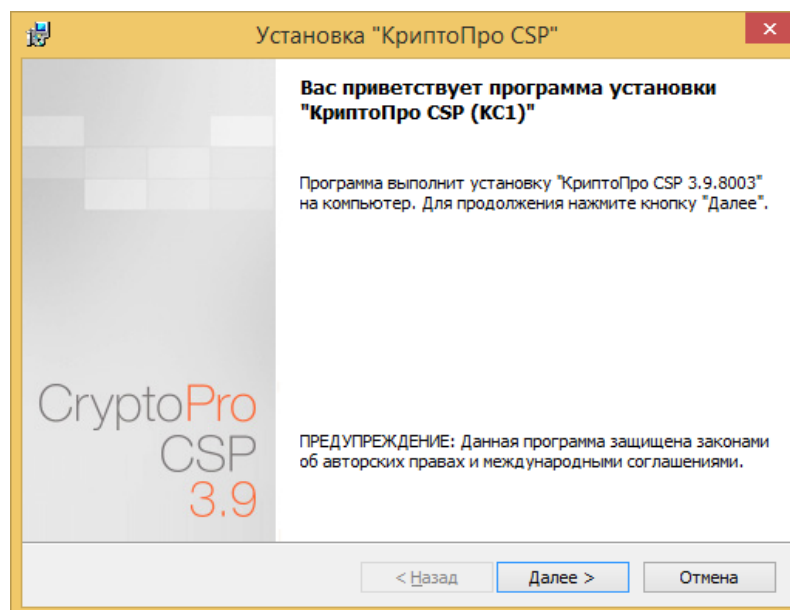 Установка "КриптоПро CSP"
Вас приветствует программа установки
"КриптоПро CSP (KC1)"
Программа выполнит установку "КриптоПро CSP 3.9.8003"
на компьютер. Для продолжения нажмите кнопку "Далее".
CryptoPro
CSP
3.9
ПРЕДУПРЕЖДЕНИЕ: Данная программа защищена законами
об авторских правах и международными соглашениями.
< Назад
Далее >
Отмена